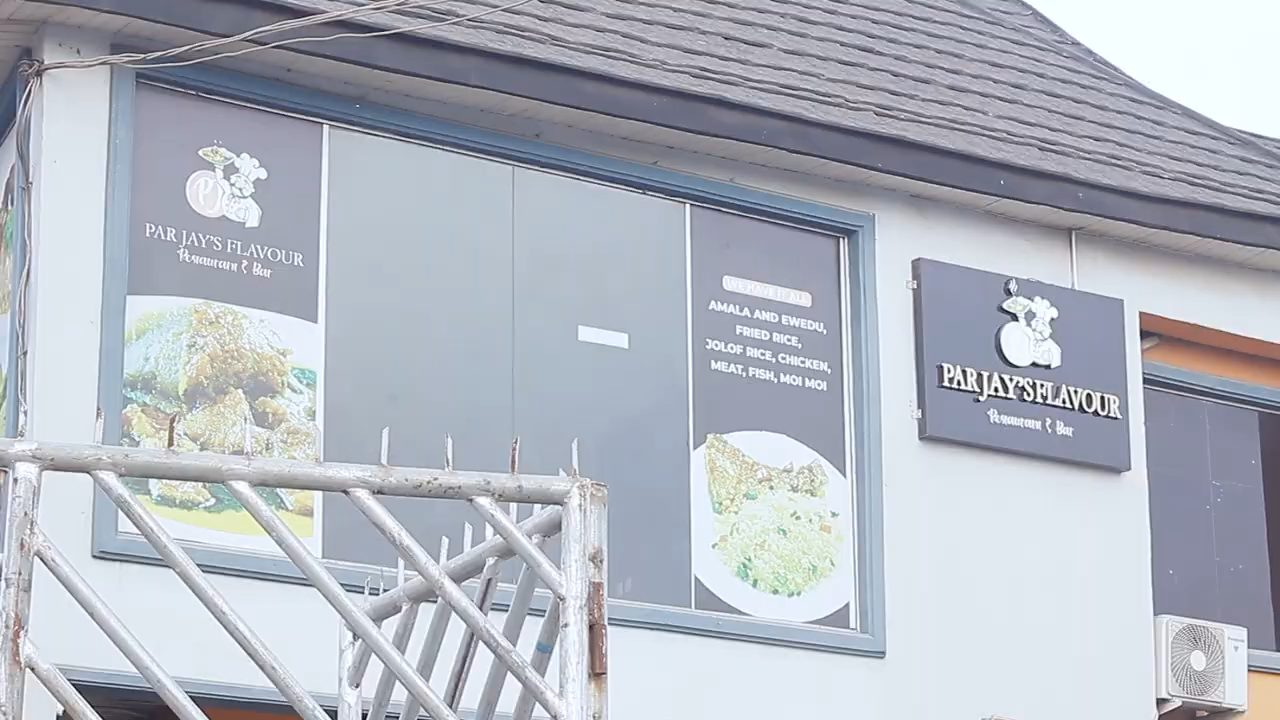 PJ
PAR JAY'S FLAVOUR
Restaurant & Bar
WE HAVE IT ALL
AMALA AND EWEDU,
FRIED RICE,
JOLOF RICE, CHICKEN,
MEAT, FISH, MOI MOI
PAR JAY'S FLAVOUR
Restaurant & Bar